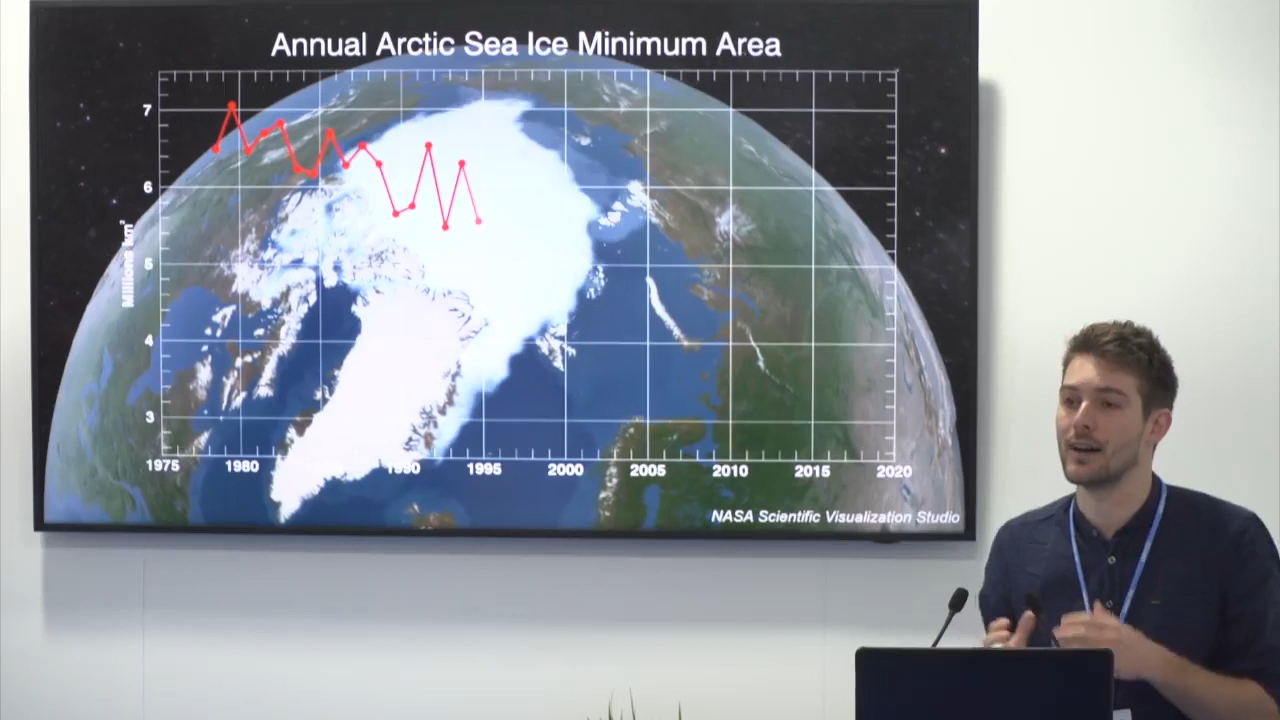 Annual Arctic Sea Ice Minimum Area
7
6
5
4
3
Millions km²
1975 1980 1985 1990 1995 2000 2005 2010 2015 2020
NASA Scientific Visualization Studio